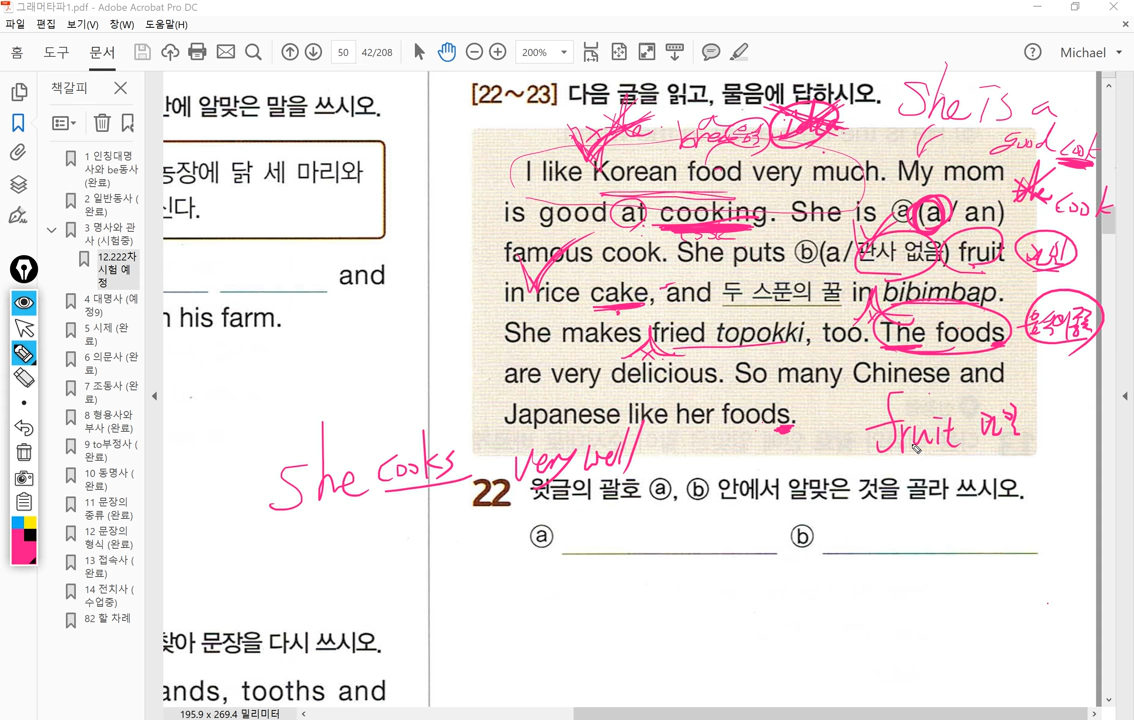 그래머타파1.pdf - Adobe Acrobat Pro DC
파일 편집 보기(V) 창(W) 도움말(H)
홈 도구 문서 50 42/208 200% Michael
책갈피
1 인칭대명
사와 be동사
(완료)
2 일반동사 (
완료)
3 명사와 관
사 (시험중)
12.222차
시험 예
정
4 대명사 (예
정9)
5 시제 (완
료)
6 의문사 (완
료)
7 조동사 (완
료)
8 형용사와
부사 (완료)
9 to부정사 (
완료)
10 동명사 (
완료)
11 문장의
종류 (완료)
12 문장의
형식 (완료)
13 접속사 (
완료)
14 전치사 (
수업중)
82 할 차례
안에 알맞은 말을 쓰시오.
농장에 닭 세 마리와
신다.
and
n his farm.
찾아 문장을 다시 쓰시오.
ands, tooths and
[22~23] 다음 글을 읽고, 물음에 답하시오.
She is a
good cook
the
I like Korean food very much. My mom
is good at cooking. She is ⓐ(a / an)
cook
famous cook. She puts ⓑ(a / 관사 없음) fruit
과일
in rice cake, and 두 스푼의 꿀 in bibimbap.
She makes fried topokki, too. The foods
are very delicious. So many Chinese and
Japanese like her foods.
fruit 과일
She cooks very well
22 윗글의 괄호 ⓐ, ⓑ 안에서 알맞은 것을 골라 쓰시오.
ⓐ ⓑ
195.9 x 269.4 밀리미터